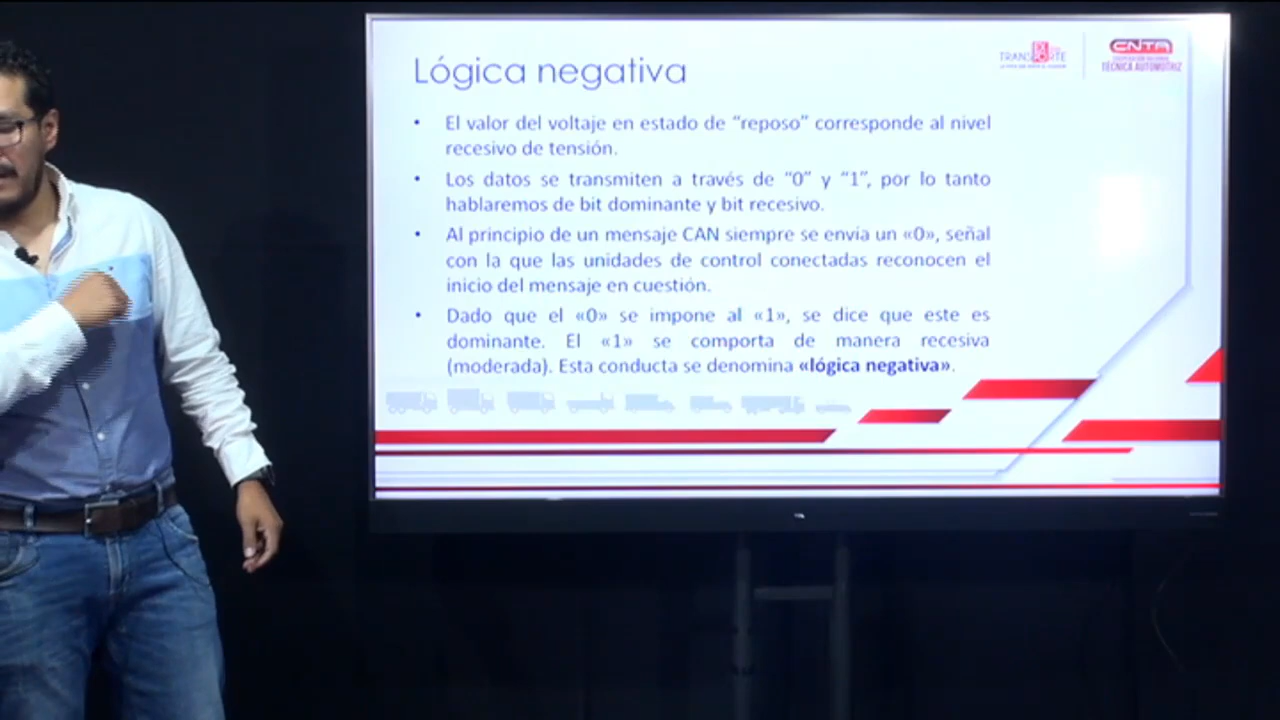 Lógica negativa
TRANSPORTE
CNTA
TÉCNICA AUTOMOTRIZ
• El valor del voltaje en estado de “reposo” corresponde al nivel
recesivo de tensión.
• Los datos se transmiten a través de “0” y “1”, por lo tanto
hablaremos de bit dominante y bit recesivo.
• Al principio de un mensaje CAN siempre se envía un «0», señal
con la que las unidades de control conectadas reconocen el
inicio del mensaje en cuestión.
• Dado que el «0» se impone al «1», se dice que este es
dominante. El «1» se comporta de manera recesiva
(moderada). Esta conducta se denomina «lógica negativa».